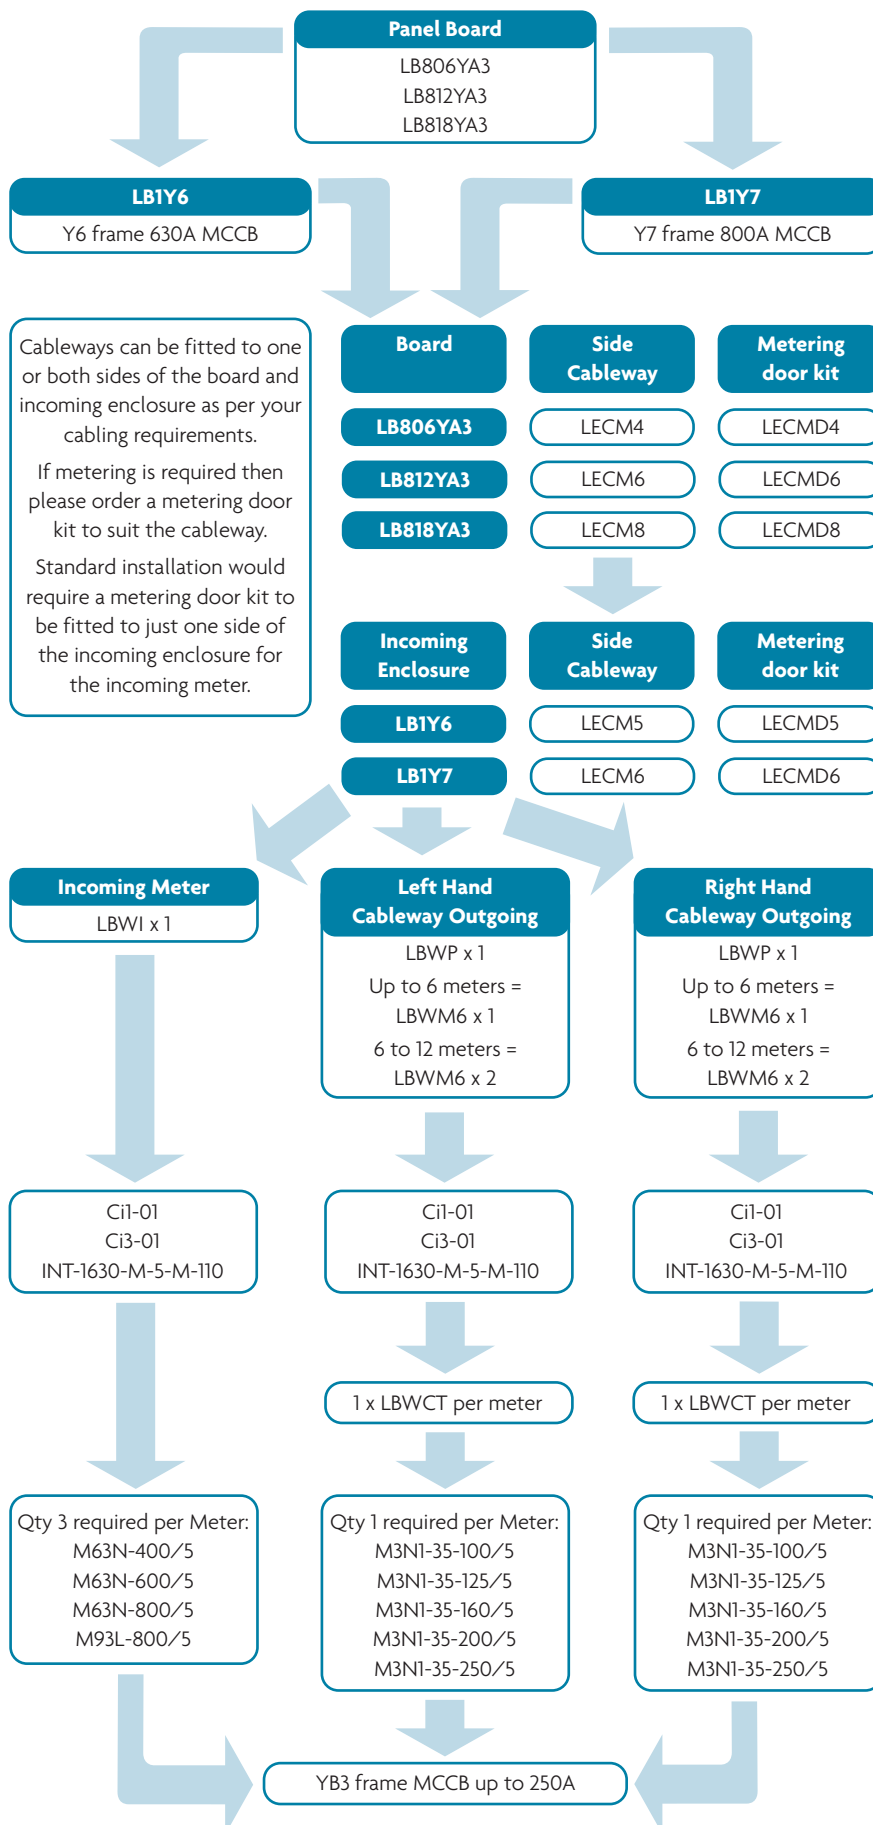 Panel Board
LB806YA3
LB812YA3
LB818YA3
LB1Y6
Y6 frame 630A MCCB
LB1Y7
Y7 frame 800A MCCB
Cableways can be fitted to one
or both sides of the board and
incoming enclosure as per your
cabling requirements.
If metering is required then
please order a metering door
kit to suit the cableway.
Standard installation would
require a metering door kit to
be fitted to just one side of
the incoming enclosure for
the incoming meter.
Board
Side
Cableway
Metering
door kit
LB806YA3
LECM4
LECMD4
LB812YA3
LECM6
LECMD6
LB818YA3
LECM8
LECMD8
Incoming
Enclosure
Side
Cableway
Metering
door kit
LB1Y6
LECM5
LECMD5
LB1Y7
LECM6
LECMD6
Incoming Meter
LBWI x 1
Left Hand
Cableway Outgoing
LBWP x 1
Up to 6 meters =
LBWM6 x 1
6 to 12 meters =
LBWM6 x 2
Right Hand
Cableway Outgoing
LBWP x 1
Up to 6 meters =
LBWM6 x 1
6 to 12 meters =
LBWM6 x 2
Ci1-01
Ci3-01
INT-1630-M-5-M-110
Ci1-01
Ci3-01
INT-1630-M-5-M-110
Ci1-01
Ci3-01
INT-1630-M-5-M-110
1 x LBWCT per meter
1 x LBWCT per meter
Qty 3 required per Meter:
M63N-400/5
M63N-600/5
M63N-800/5
M93L-800/5
Qty 1 required per Meter:
M3N1-35-100/5
M3N1-35-125/5
M3N1-35-160/5
M3N1-35-200/5
M3N1-35-250/5
Qty 1 required per Meter:
M3N1-35-100/5
M3N1-35-125/5
M3N1-35-160/5
M3N1-35-200/5
M3N1-35-250/5
YB3 frame MCCB up to 250A